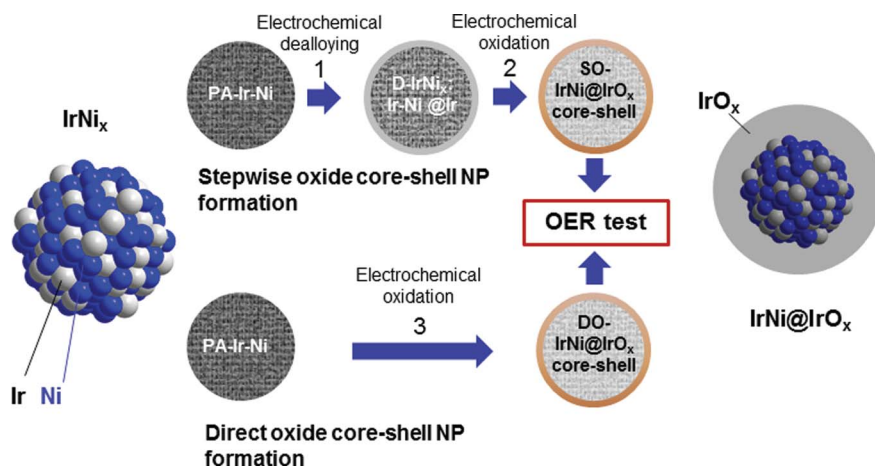 IrNiₓ
Ir Ni
Electrochemical
dealloying
1
Electrochemical
oxidation
2
PA-Ir-Ni
D-IrNiₓ:
Ir-Ni @Ir
SO-
IrNi@IrOₓ
core-shell
Stepwise oxide core-shell NP
formation
OER test
Electrochemical
oxidation
3
PA-Ir-Ni
DO-
IrNi@IrOₓ
core-shell
Direct oxide core-shell NP
formation
IrOₓ
IrNi@IrOₓ